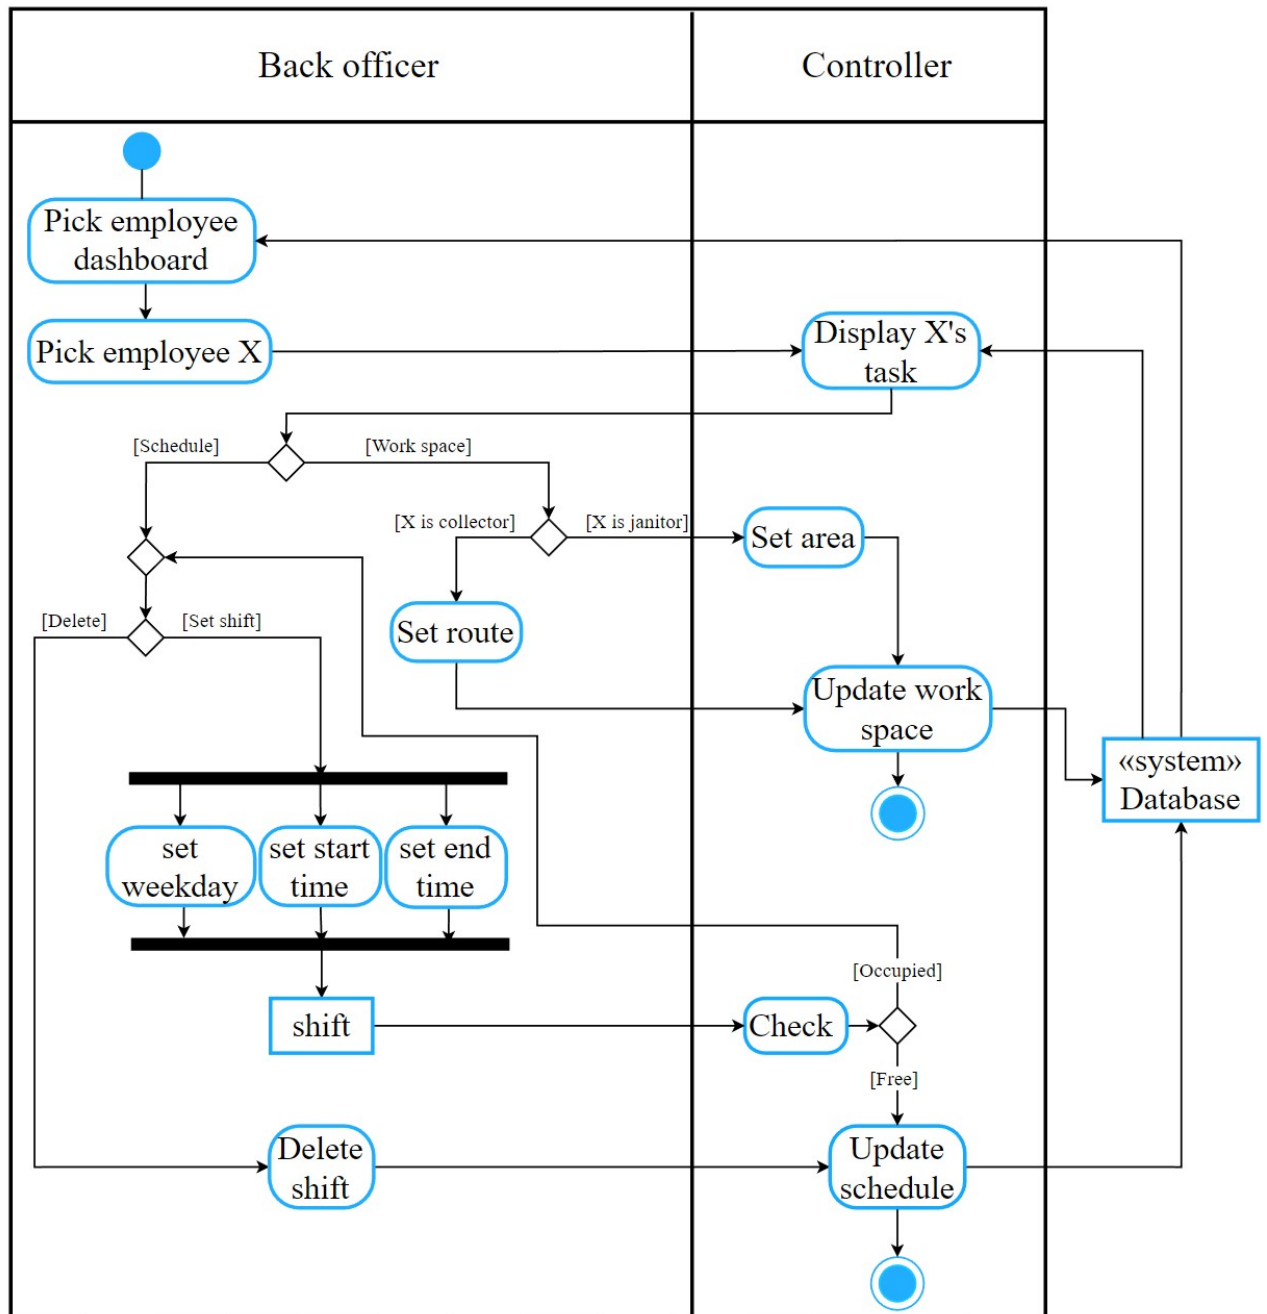 Back officer
Controller
Pick employee
dashboard
Pick employee X
Display X's
task
[Schedule]
[Work space]
[X is collector]
[X is janitor]
Set area
[Delete]
[Set shift]
Set route
Update work
space
«system»
Database
set
weekday
set start
time
set end
time
[Occupied]
shift
Check
[Free]
Delete
shift
Update
schedule